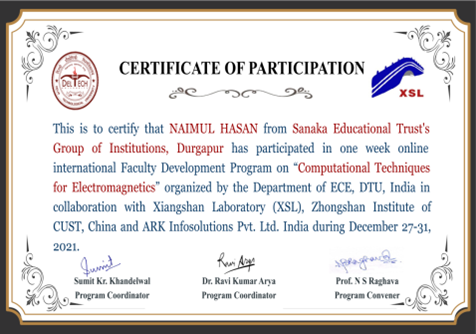 DELTECH
CERTIFICATE OF PARTICIPATION
XSL
This is to certify that NAIMUL HASAN from Sanaka Educational Trust's
Group of Institutions, Durgapur has participated in one week online
international Faculty Development Program on “Computational Techniques
for Electromagnetics” organized by the Department of ECE, DTU, India in
collaboration with Xiangshan Laboratory (XSL), Zhongshan Institute of
CUST, China and ARK Infosolutions Pvt. Ltd. India during December 27-31,
2021.
Sumit
Ravi Arya
Sumit Kr. Khandelwal
Program Coordinator
Dr. Ravi Kumar Arya
Program Coordinator
Prof. N S Raghava
Program Convener